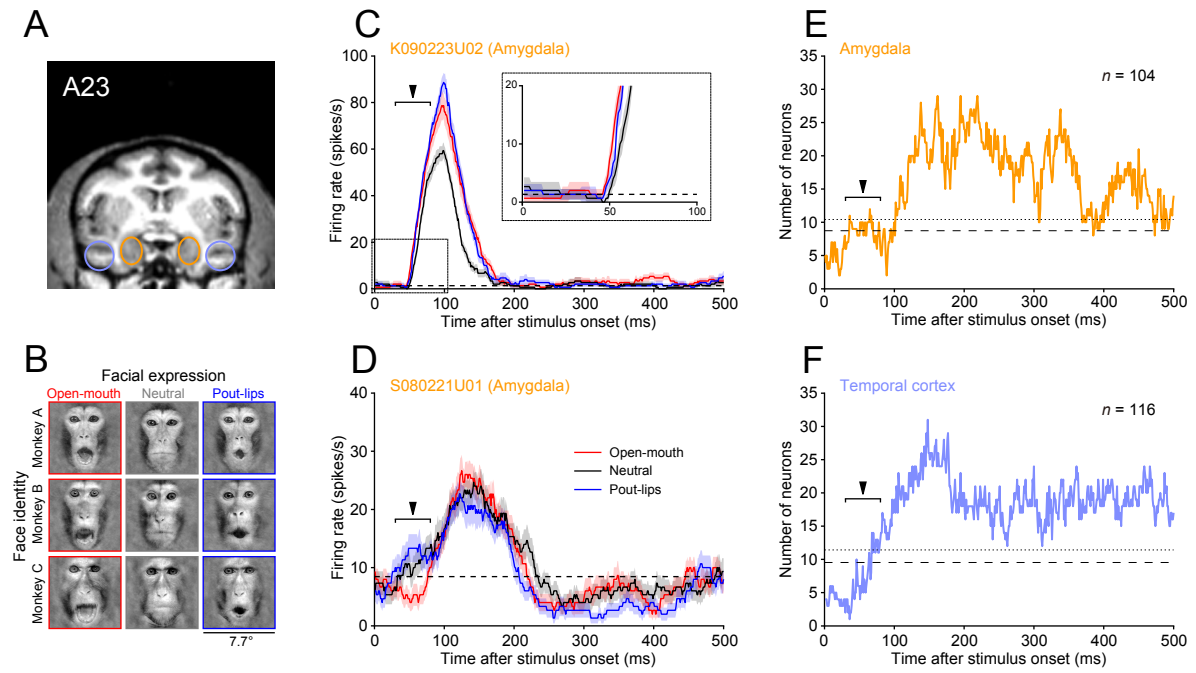 A
A23
B
Facial expression
Open-mouth Neutral Pout-lips
Face identity
Monkey A
Monkey B
Monkey C
7.7°
C
K090223U02 (Amygdala)
Firing rate (spikes/s)
100
80
60
40
20
0
0 100 200 300 400 500
Time after stimulus onset (ms)
20
10
0
0 50 100
D
S080221U01 (Amygdala)
Firing rate (spikes/s)
40
30
20
10
0
Open-mouth
Neutral
Pout-lips
0 100 200 300 400 500
Time after stimulus onset (ms)
E
Amygdala
n = 104
Number of neurons
35
30
25
20
15
10
5
0
0 100 200 300 400 500
Time after stimulus onset (ms)
F
Temporal cortex
n = 116
Number of neurons
35
30
25
20
15
10
5
0
0 100 200 300 400 500
Time after stimulus onset (ms)